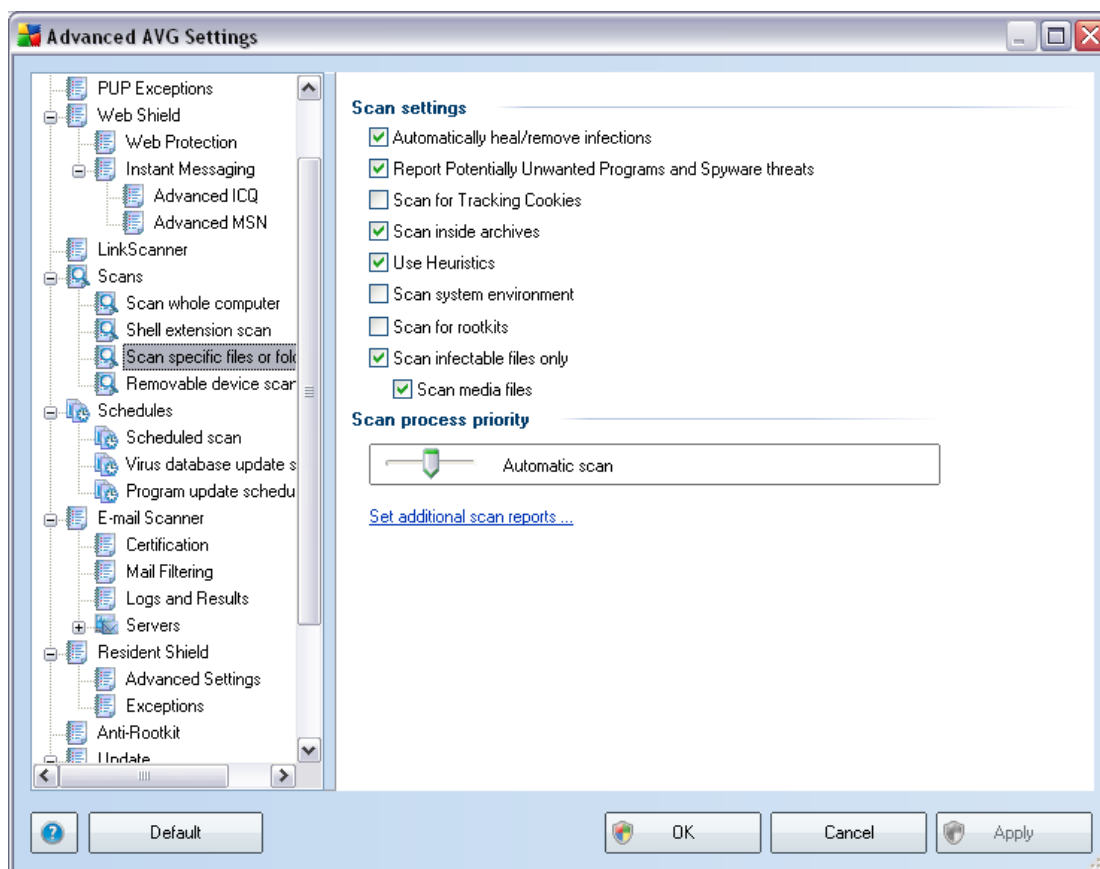 Advanced AVG Settings
PUP Exceptions
Web Shield
Web Protection
Instant Messaging
Advanced ICQ
Advanced MSN
LinkScanner
Scans
Scan whole computer
Shell extension scan
Scan specific files or fold
Removable device scan
Schedules
Scheduled scan
Virus database update s
Program update schedu
E-mail Scanner
Certification
Mail Filtering
Logs and Results
Servers
Resident Shield
Advanced Settings
Exceptions
Anti-Rootkit
Update
Scan settings
Automatically heal/remove infections
Report Potentially Unwanted Programs and Spyware threats
Scan for Tracking Cookies
Scan inside archives
Use Heuristics
Scan system environment
Scan for rootkits
Scan infectable files only
Scan media files
Scan process priority
Automatic scan
Set additional scan reports ...
Default
OK
Cancel
Apply